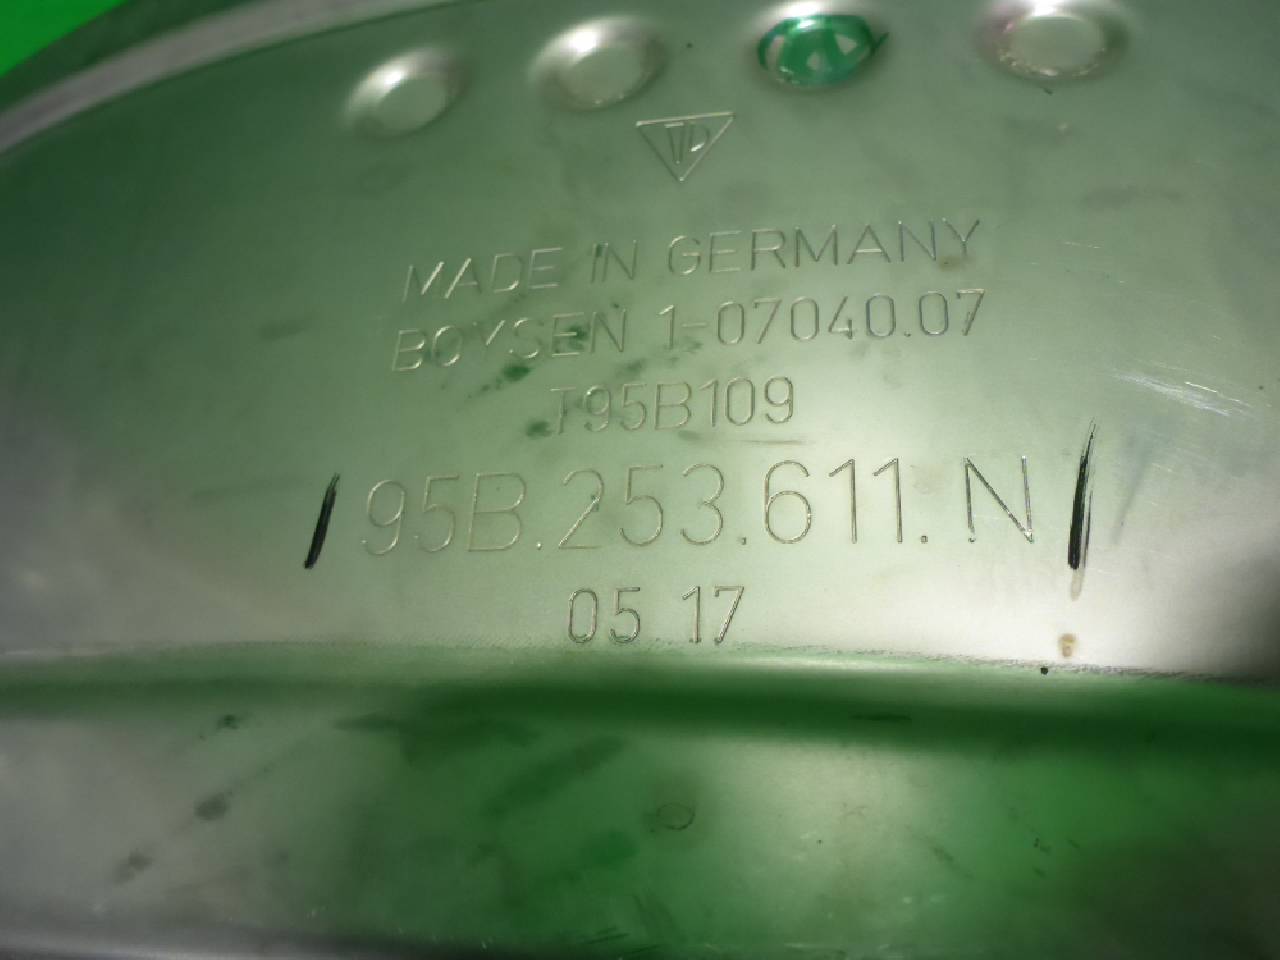 MADE IN GERMANY
BOYSEN 1-07040.07
T95B109
95B.253.611.N
05 17